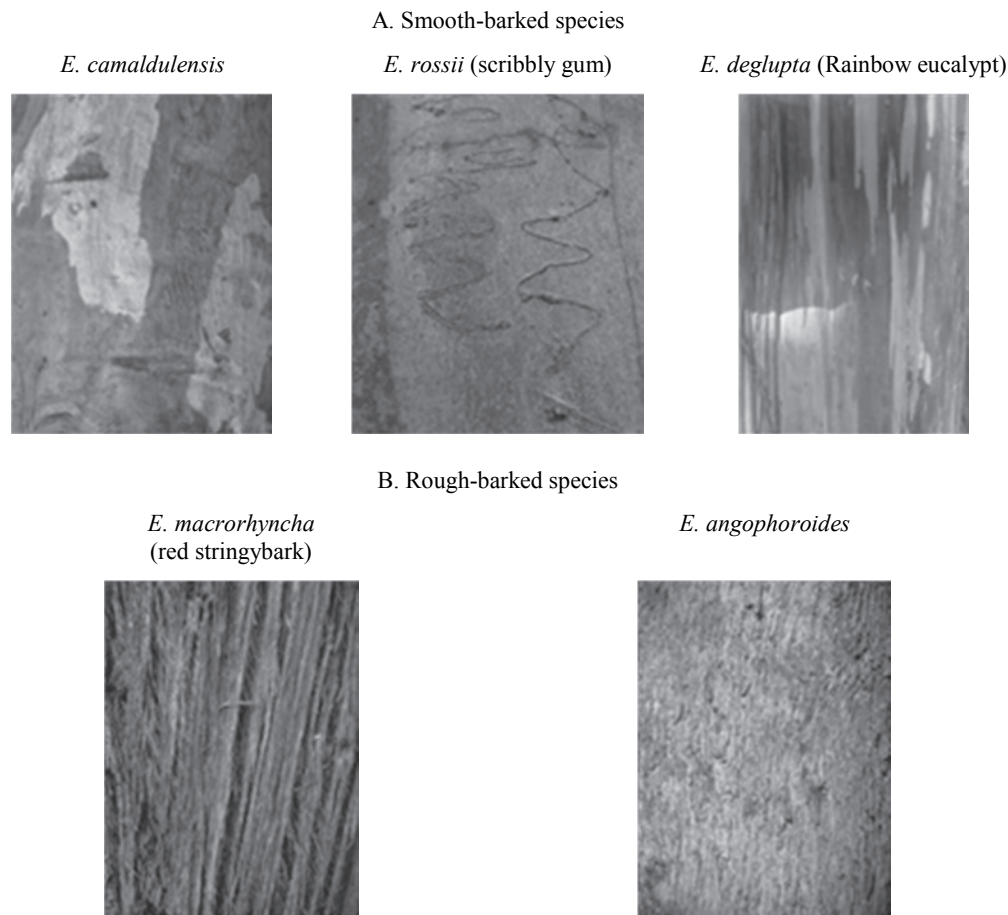 A. Smooth-barked species
E. camaldulensis
E. rossii (scribbly gum)
E. deglupta (Rainbow eucalypt)
B. Rough-barked species
E. macrorhyncha
(red stringybark)
E. angophoroides